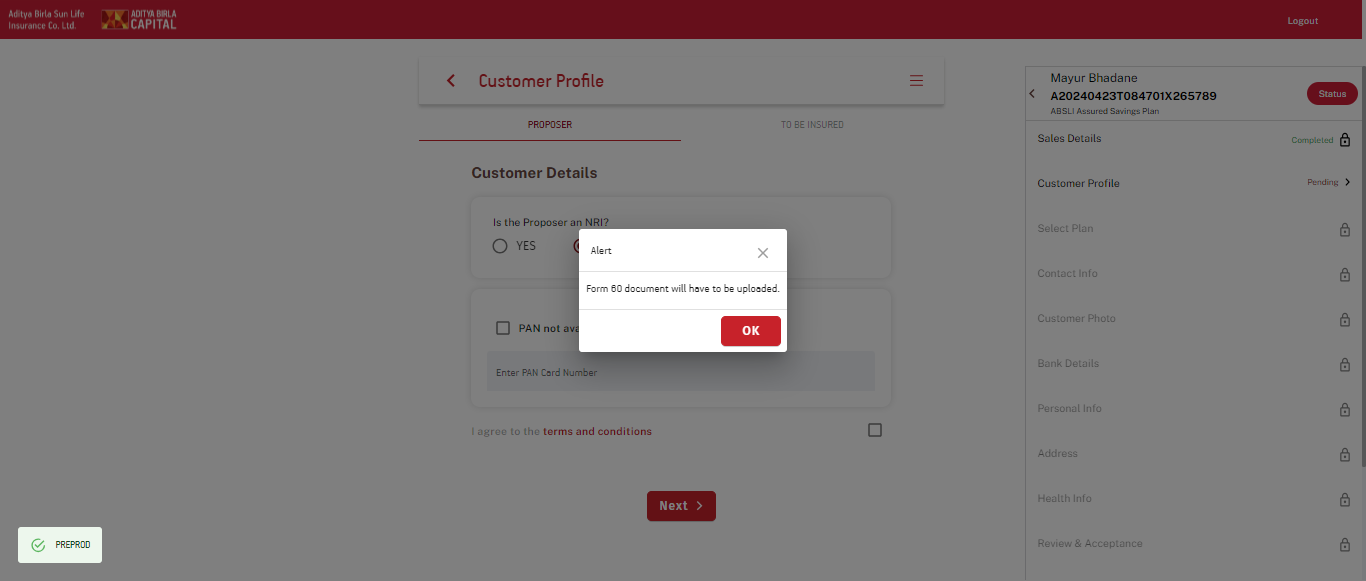 Aditya Birla Sun Life
Insurance Co. Ltd.
ADITYA BIRLA
CAPITAL
Logout
Customer Profile
PROPOSER
TO BE INSURED
Customer Details
Is the Proposer an NRI?
YES
Alert
Form 60 document will have to be uploaded.
OK
PAN not ava
Enter PAN Card Number
I agree to the terms and conditions
Next
PREPROD
Mayur Bhadane
A20240423T084701X265789
ABSLI Assured Savings Plan
Status
Sales Details
Completed
Customer Profile
Pending
Select Plan
Contact Info
Customer Photo
Bank Details
Personal Info
Address
Health Info
Review & Acceptance